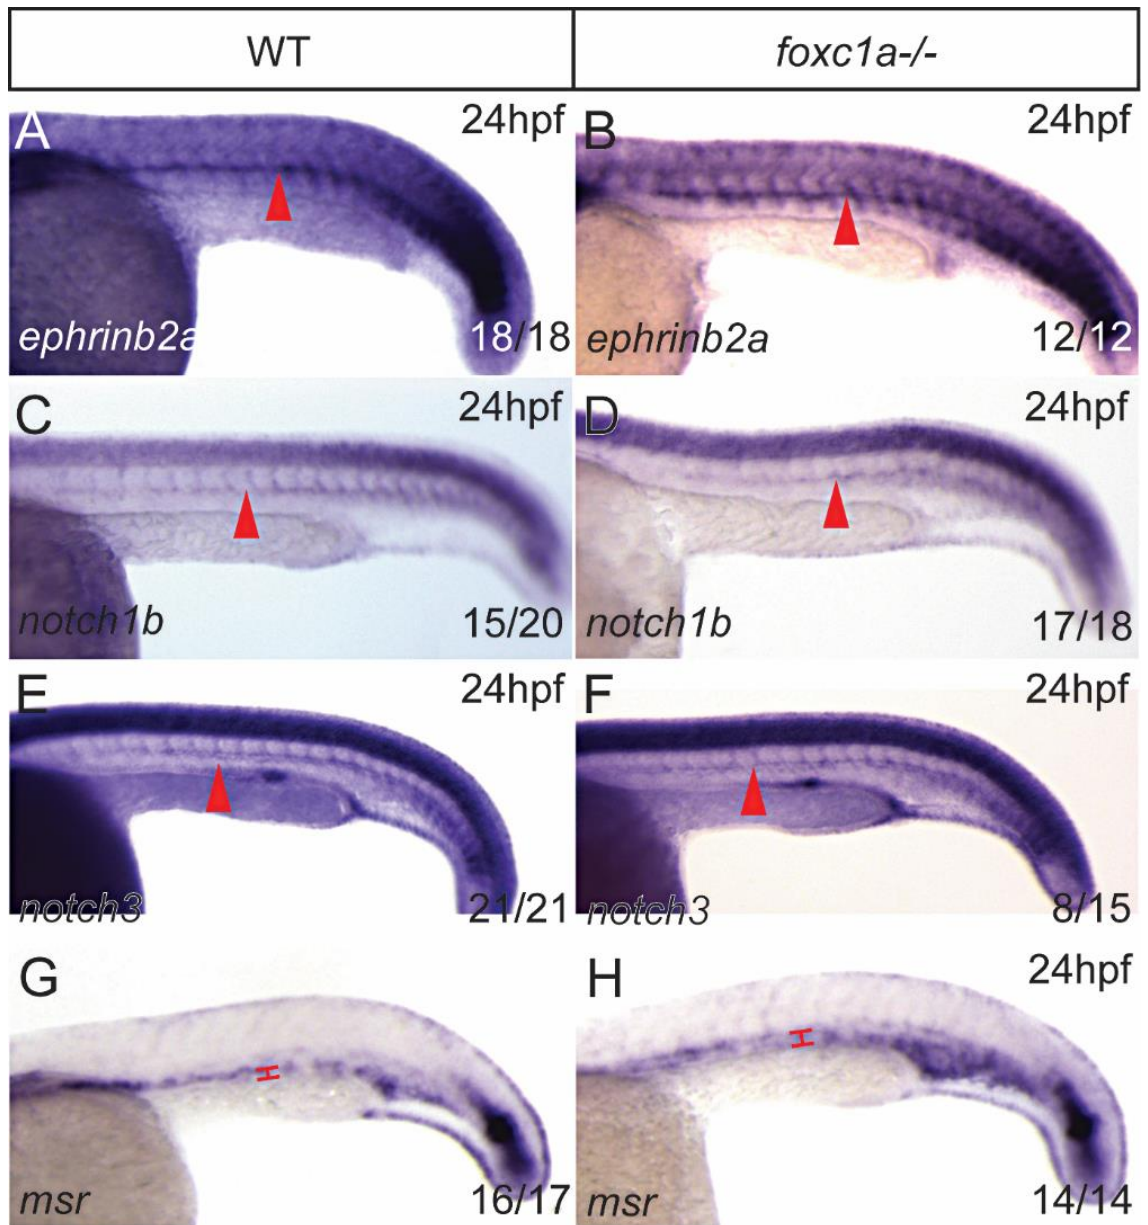 WT
foxc1a-/-
A
24hpf
ephrinb2a
18/18
B
24hpf
ephrinb2a
12/12
C
24hpf
notch1b
15/20
D
24hpf
notch1b
17/18
E
24hpf
notch3
21/21
F
24hpf
notch3
8/15
G
msr
16/17
H
24hpf
msr
14/14